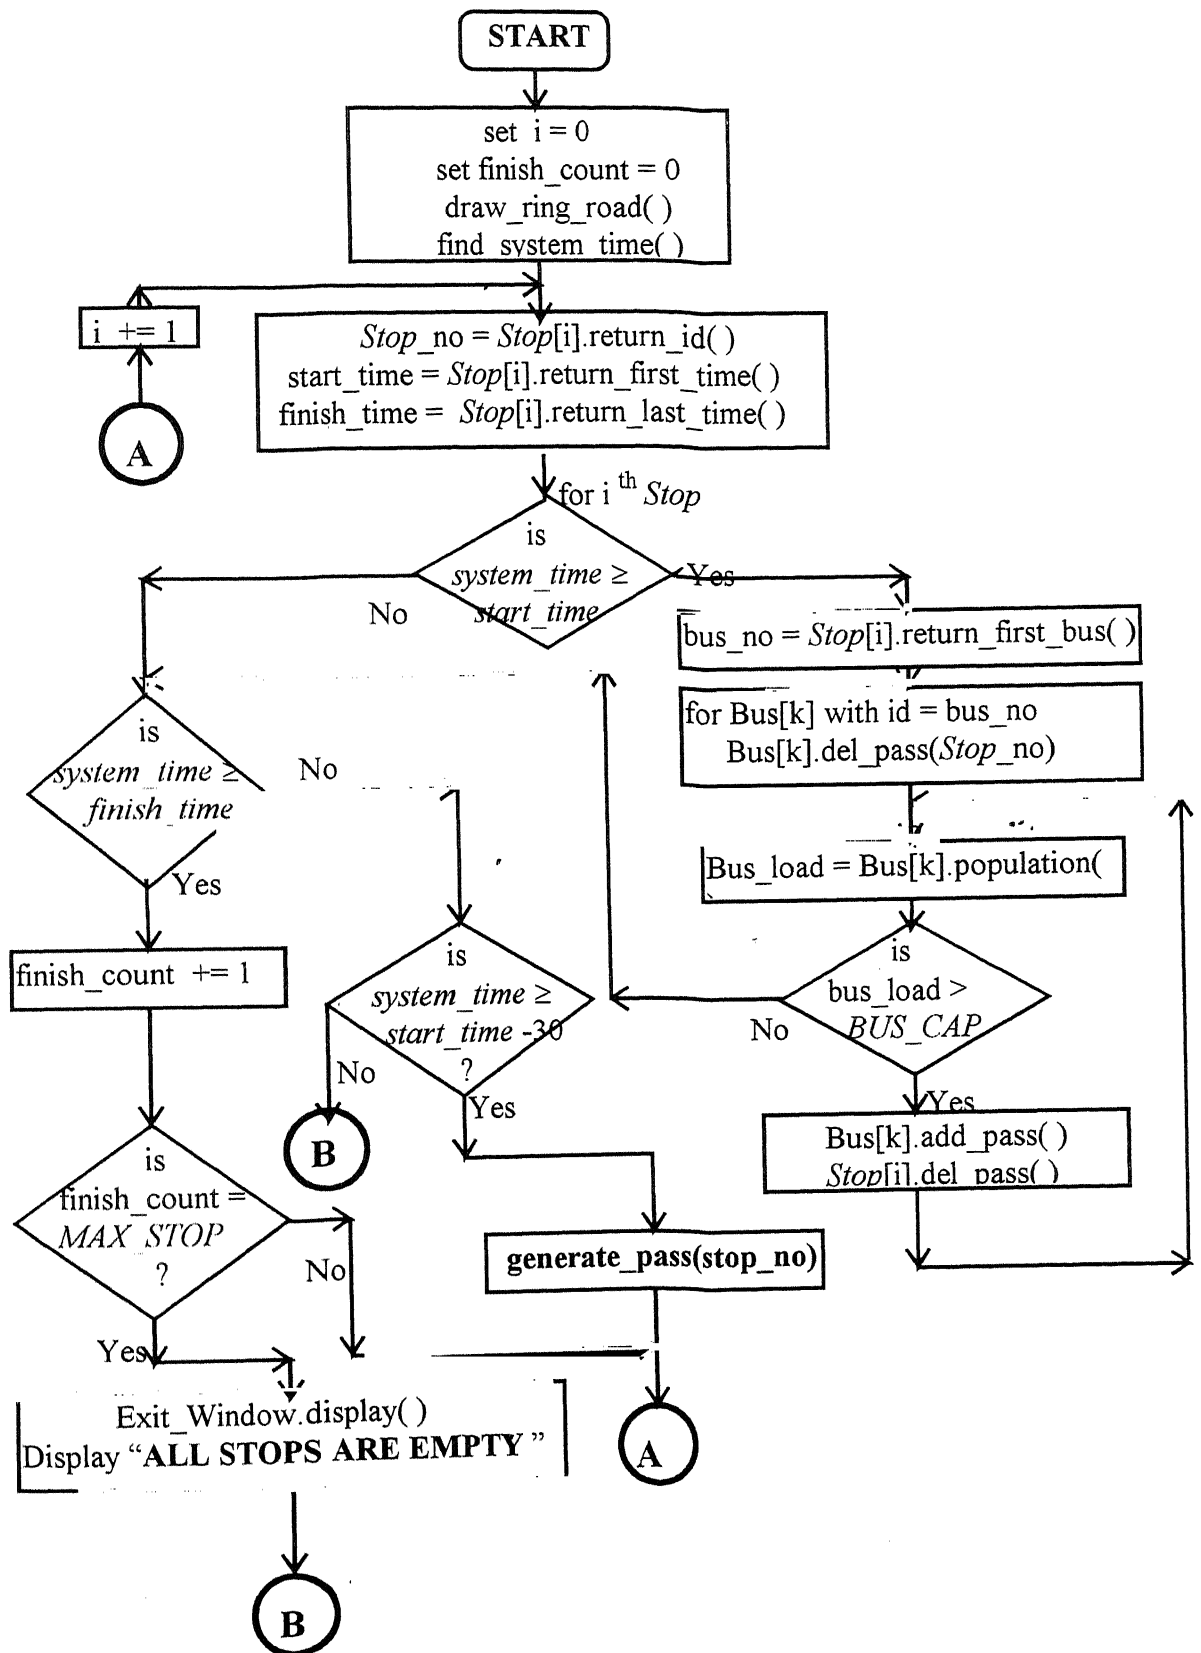 START
set i = 0
set finish_count = 0
draw_ring_road( )
find_system_time( )
i += 1
A
Stop_no = Stop[i].return_id( )
start_time = Stop[i].return_first_time( )
finish_time = Stop[i].return_last_time( )
for i th Stop
is
system_time ≥
start_time
Yes
No
bus_no = Stop[i].return_first_bus( )
for Bus[k] with id = bus_no
Bus[k].del_pass(Stop_no)
is
system_time ≥
finish_time
No
Yes
Bus_load = Bus[k].population(
finish_count += 1
is
system_time ≥
start_time -30
?
No
Yes
B
is
bus_load >
BUS_CAP
No
Yes
Bus[k].add_pass( )
Stop[i].del_pass( )
is
finish_count =
MAX_STOP
?
No
Yes
generate_pass(stop_no)
Exit_Window.display( )
Display “ALL STOPS ARE EMPTY ”
A
B